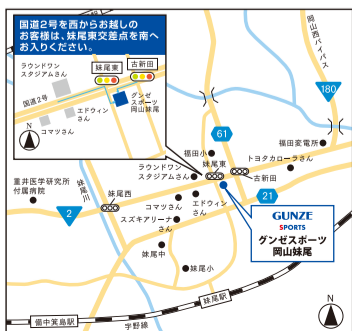 国道2号を西からお越しの
お客様は、妹尾東交差点を南へ
お入りください。
妹尾東
古新田
ラウンドワン
スタジアムさん
国道2号
エドウィン
さん
コマツさん
グンゼ
スポーツ
岡山妹尾
N
岡山西バイパス
180
61
福田小
妹尾東
福田変電所
トヨタカローラさん
ラウンドワン
スタジアムさん
古新田
重井医学研究所
付属病院
妹尾川
妹尾西
エドウィン
さん
コマツさん
21
2
スズキアリーナ
さん
GUNZE
SPORTS
グンゼスポーツ
岡山妹尾
妹尾中
妹尾小
妹尾駅
備中箕島駅
宇野線
N